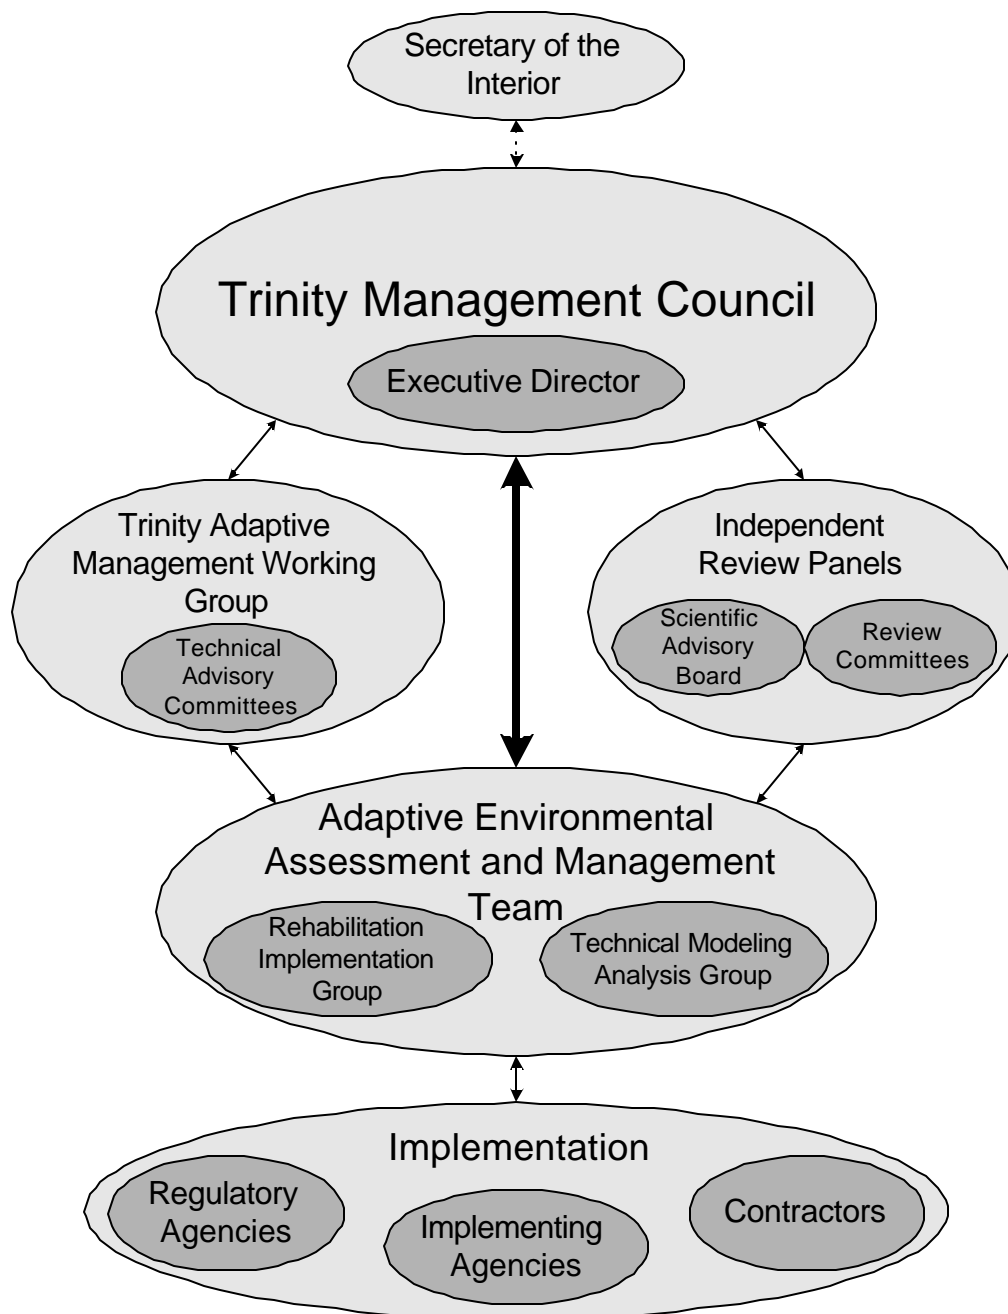 Secretary of the
Interior
Trinity Management Council
Executive Director
Trinity Adaptive
Management Working
Group
Technical
Advisory
Committees
Independent
Review Panels
Scientific
Advisory
Board
Review
Committees
Adaptive Environmental
Assessment and Management
Team
Rehabilitation
Implementation
Group
Technical Modeling
Analysis Group
Implementation
Regulatory
Agencies
Implementing
Agencies
Contractors